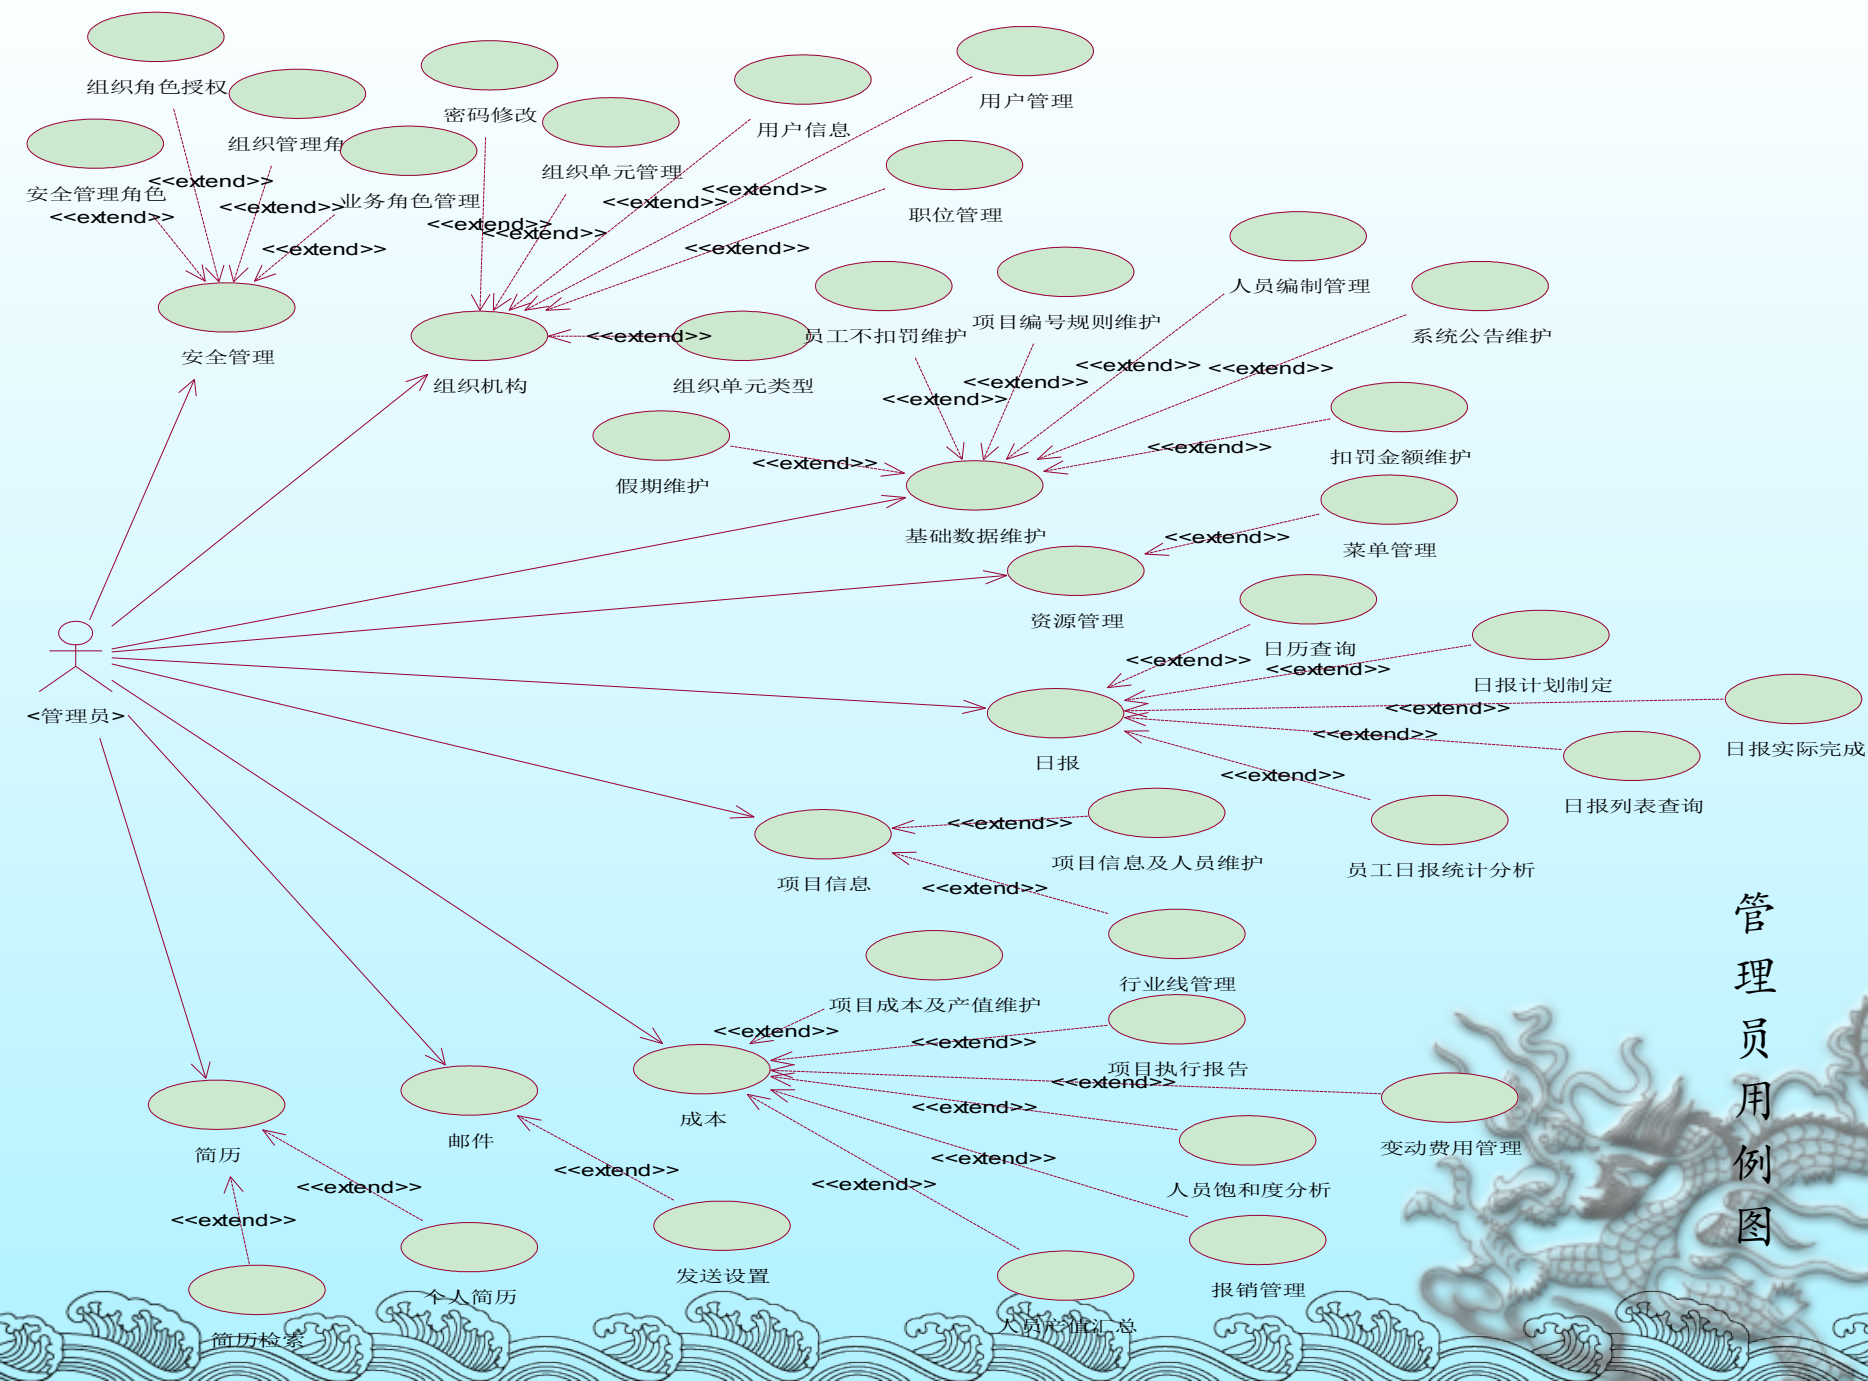 组织角色授权
密码修改
用户管理
组织管理角
用户信息
安全管理角色
业务角色管理
组织单元管理
职位管理
<<extend>>
<<extend>>
<<extend>>
<<extend>>
<<extend>>
<<extend>>
<<extend>>
<<extend>>
<<extend>>
<<extend>>
安全管理
组织机构
组织单元类型
员工不扣罚维护
项目编号规则维护
人员编制管理
系统公告维护
<<extend>>
<<extend>>
<<extend>>
<<extend>>
<<extend>>
假期维护
<<extend>>
<<extend>>
扣罚金额维护
基础数据维护
<<extend>>
菜单管理
资源管理
日历查询
<<extend>>
<<extend>>
日报计划制定
<管理员>
<<extend>>
<<extend>>
日报实际完成
日报
<<extend>>
日报列表查询
<<extend>>
项目信息及人员维护
员工日报统计分析
项目信息
<<extend>>
行业线管理
项目成本及产值维护
<<extend>>
<<extend>>
项目执行报告
<<extend>>
<<extend>>
成本
变动费用管理
邮件
简历
<<extend>>
<<extend>>
<<extend>>
人员饱和度分析
<<extend>>
<<extend>>
发送设置
个人简历
报销管理
简历检索
人员产值汇总
管理员用例图